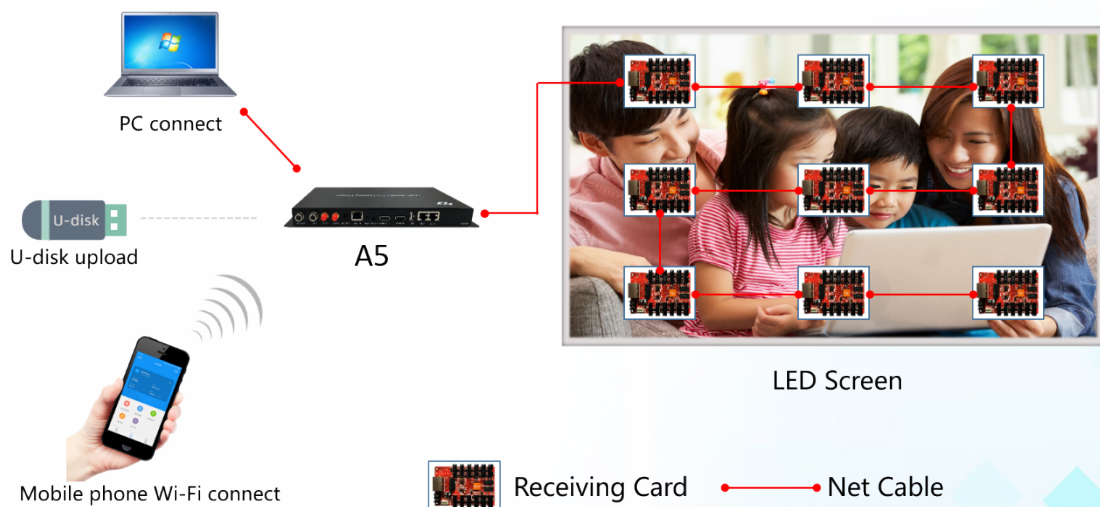 PC connect
U-disk
U-disk upload
A5
Mobile phone Wi-Fi connect
LED Screen
Receiving Card
Net Cable